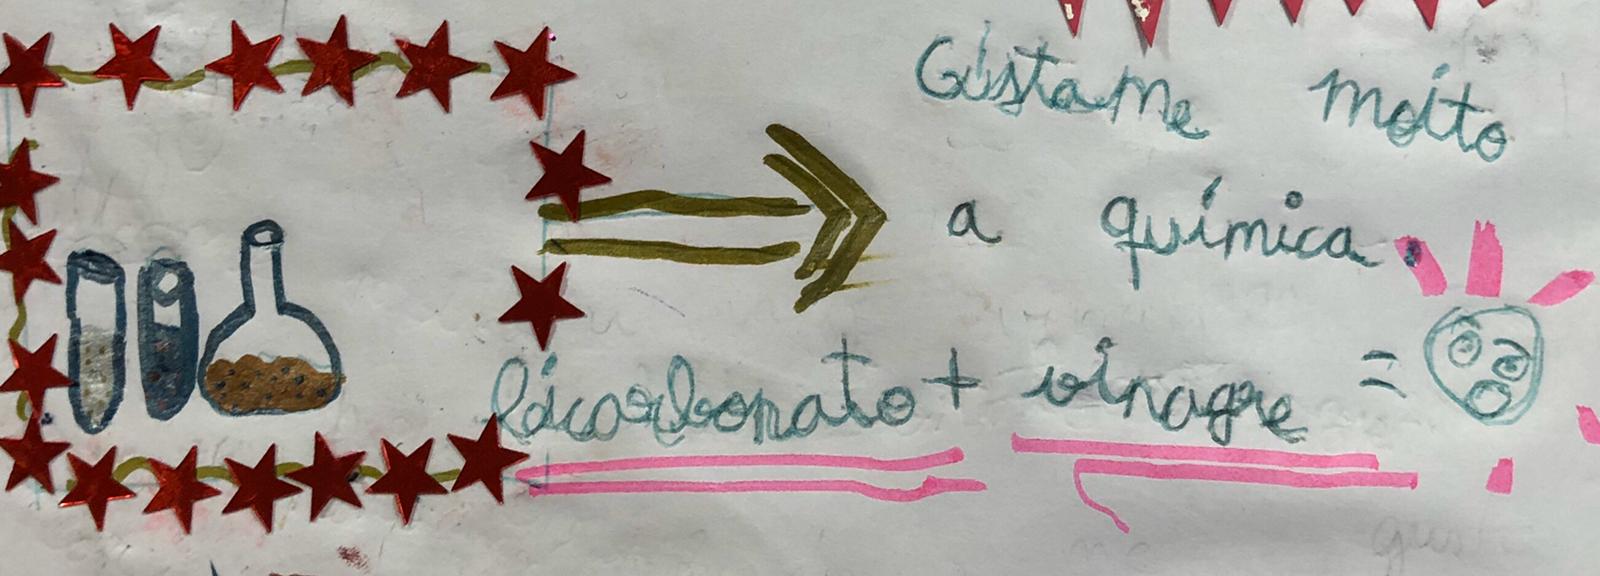 Gústame moito
a química.
bicarbonato + vinagre =